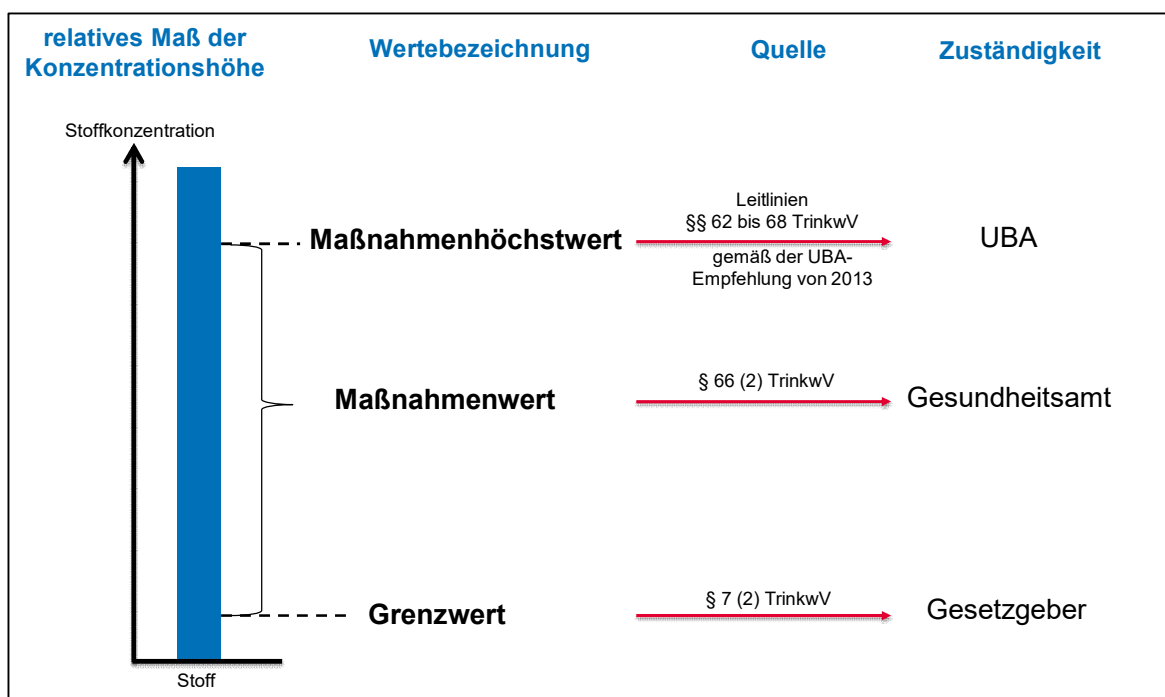 relatives Maß der
Konzentrationshöhe
Wertebezeichnung
Quelle
Zuständigkeit
Stoffkonzentration
Maßnahmenhöchstwert
Leitlinien
§§ 62 bis 68 TrinkwV
gemäß der UBA-
Empfehlung von 2013
UBA
Maßnahmenwert
§ 66 (2) TrinkwV
Gesundheitsamt
Grenzwert
§ 7 (2) TrinkwV
Gesetzgeber
Stoff